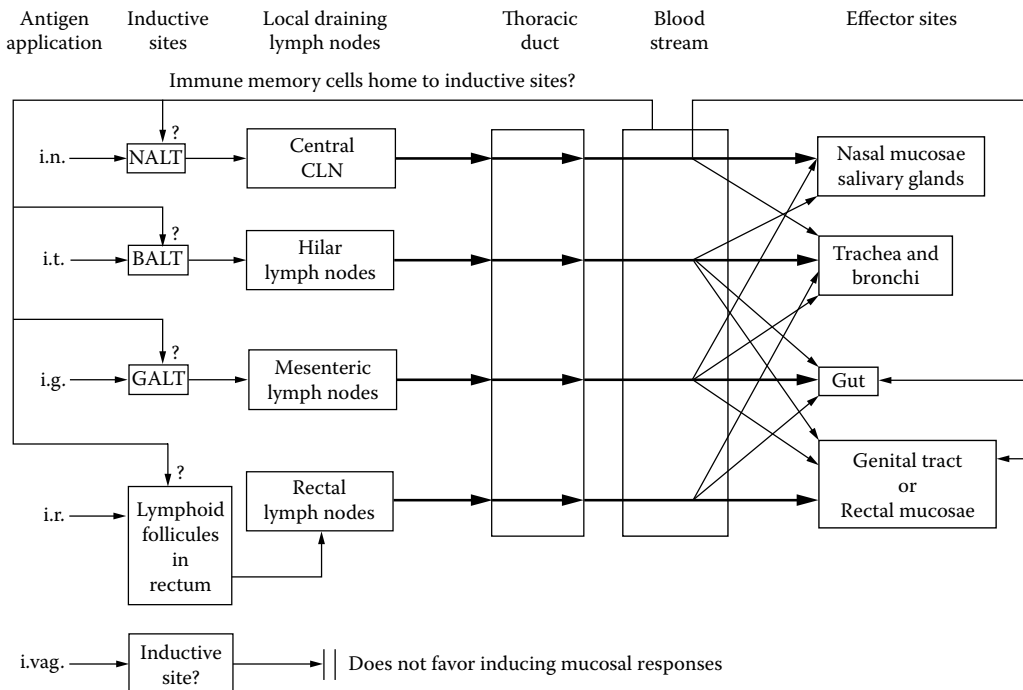 Antigen
application
Inductive
sites
Local draining
lymph nodes
Thoracic
duct
Blood
stream
Effector sites
Immune memory cells home to inductive sites?
?
i.n.
NALT
Central
CLN
Nasal mucosae
salivary glands
?
i.t.
BALT
Hilar
lymph nodes
Trachea and
bronchi
?
i.g.
GALT
Mesenteric
lymph nodes
Gut
?
i.r.
Lymphoid
follicules
in
rectum
Rectal
lymph nodes
Genital tract
or
Rectal mucosae
i.vag.
Inductive
site?
Does not favor inducing mucosal responses